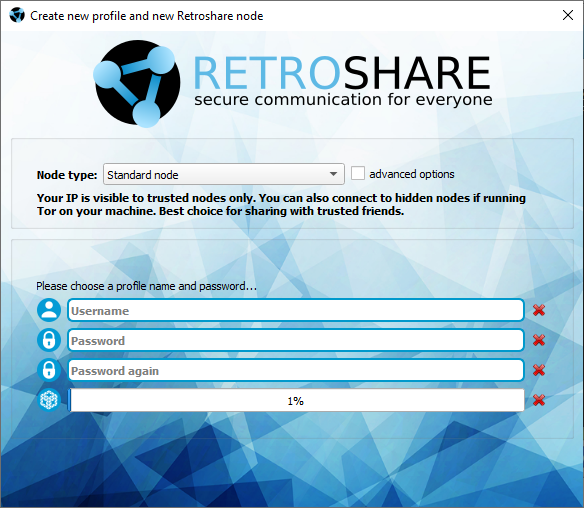 Create new profile and new Retroshare node
RETROSHARE
secure communication for everyone
Node type: Standard node advanced options
Your IP is visible to trusted nodes only. You can also connect to hidden nodes if running
Tor on your machine. Best choice for sharing with trusted friends.
Please choose a profile name and password...
Username
Password
Password again
1%